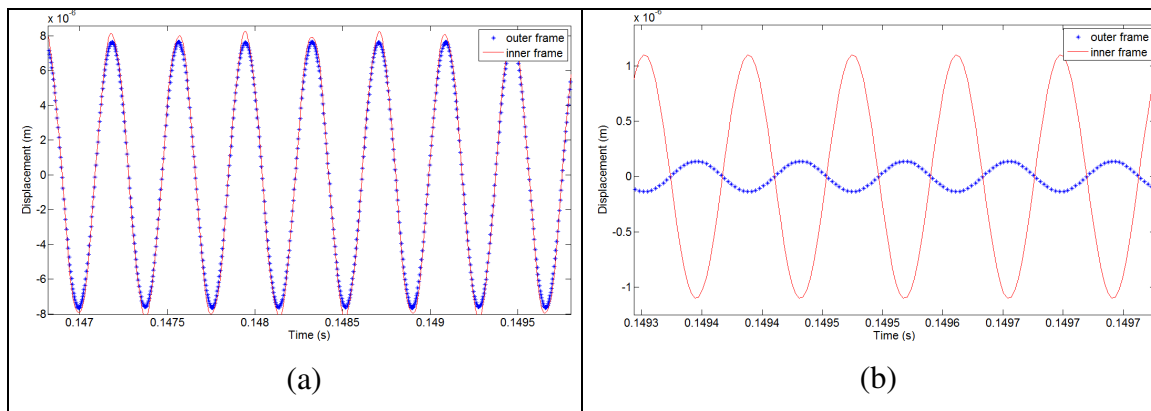 x 10⁻⁶
8
6
4
2
0
-2
-4
-6
-8
Displacement (m)
outer frame
inner frame
0.147 0.1475 0.148 0.1485 0.149 0.1495
Time (s)
(a)
x 10⁻⁶
1
0.5
0
-0.5
-1
Displacement (m)
outer frame
inner frame
0.1493 0.1494 0.1494 0.1495 0.1495 0.1496 0.1497 0.1497 0.1497
Time (s)
(b)